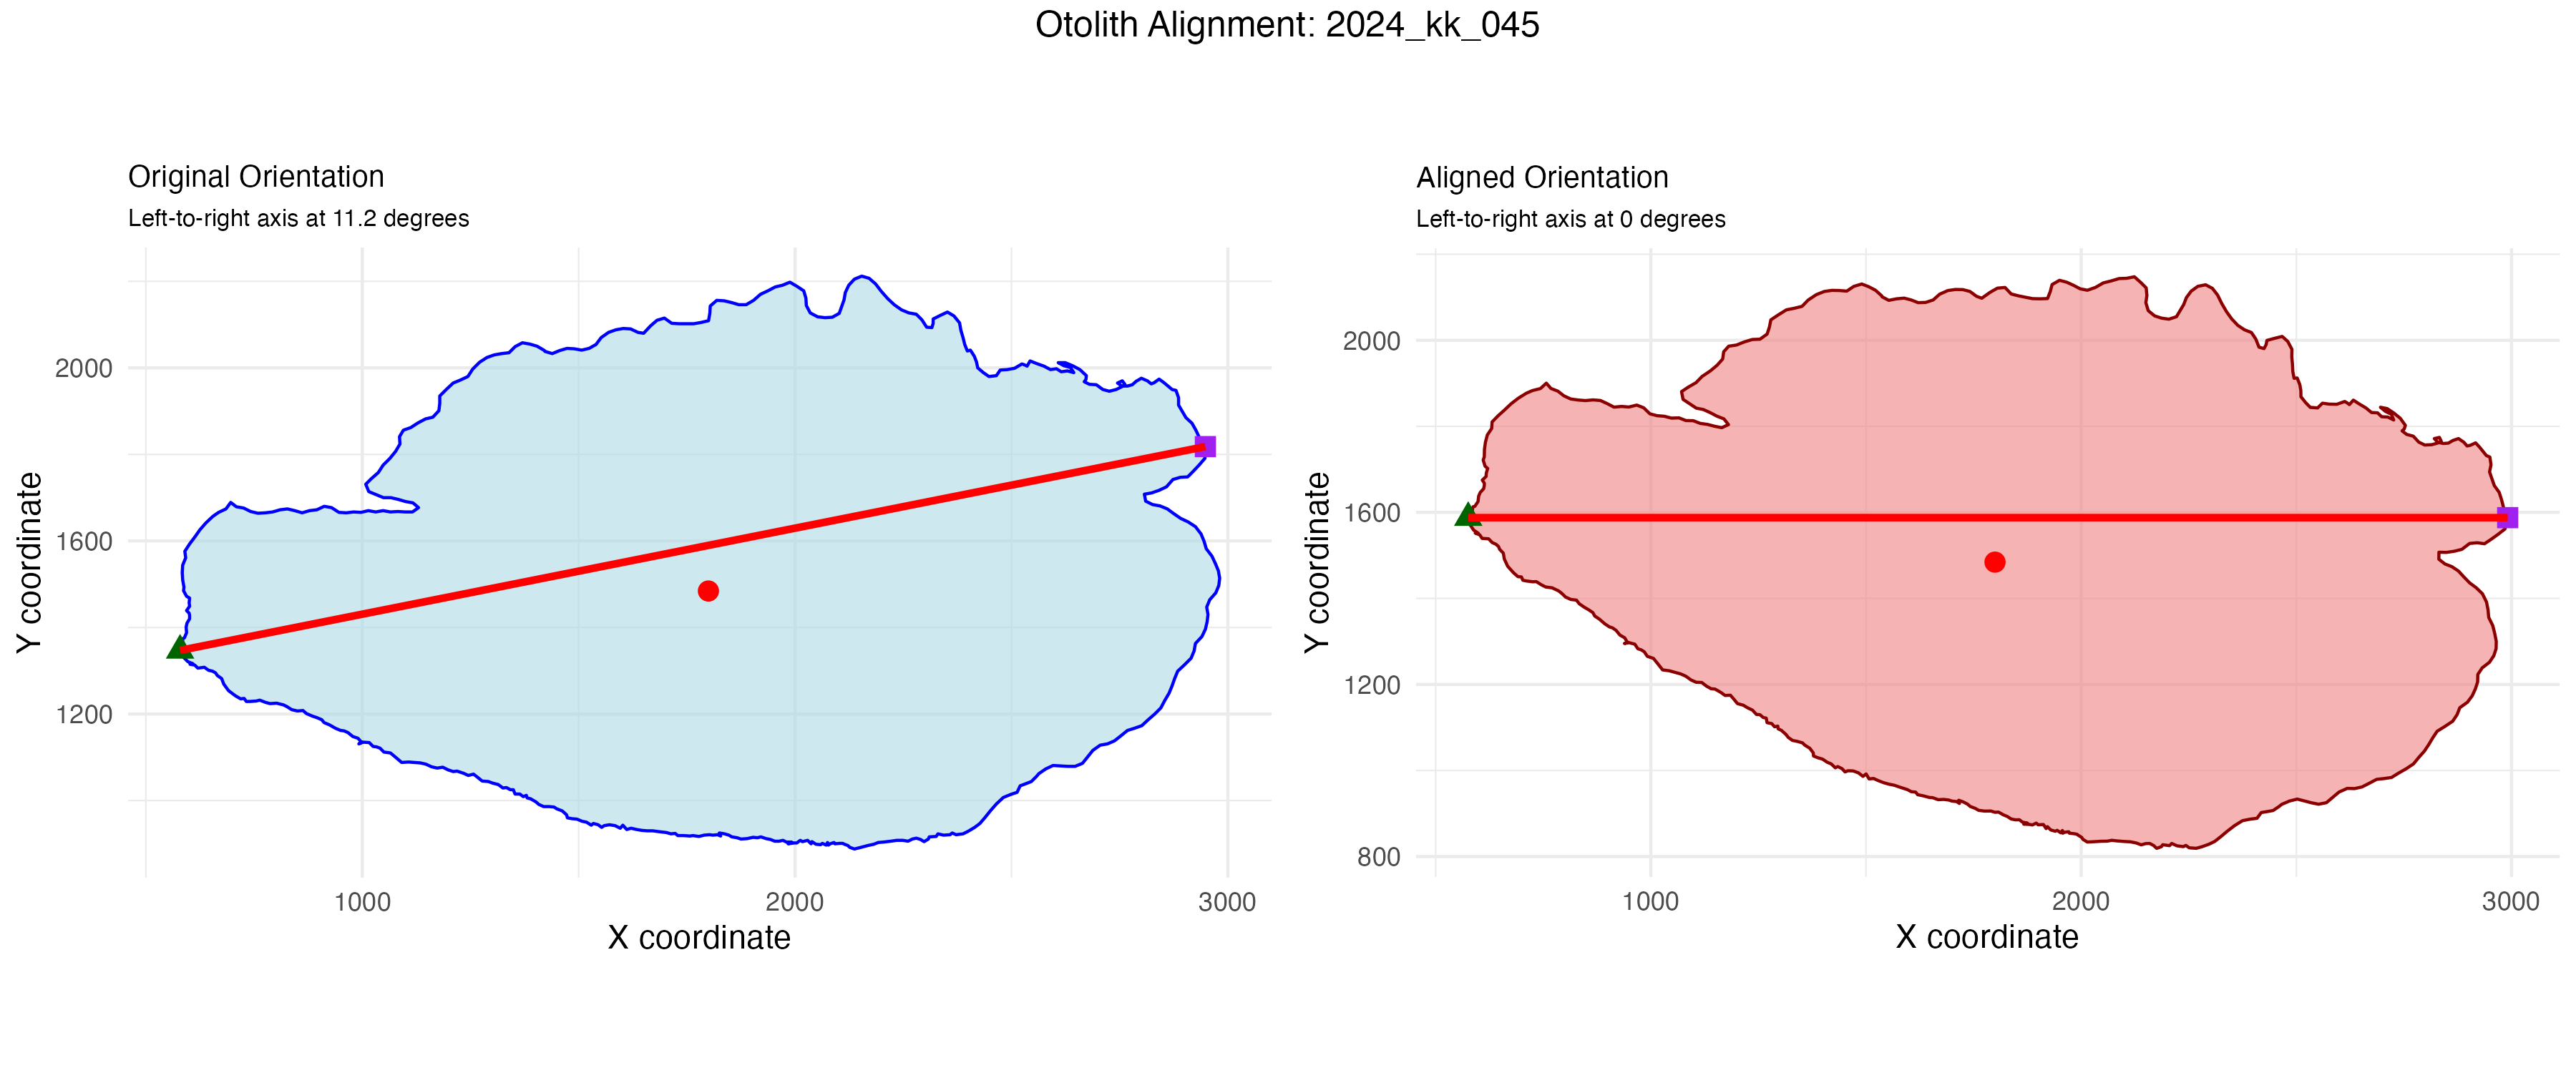 Otolith Alignment: 2024_kk_045
Original Orientation
Left-to-right axis at 11.2 degrees
2000
1600
1200
Y coordinate
1000
2000
3000
X coordinate
Aligned Orientation
Left-to-right axis at 0 degrees
2000
1600
1200
800
Y coordinate
1000
2000
3000
X coordinate